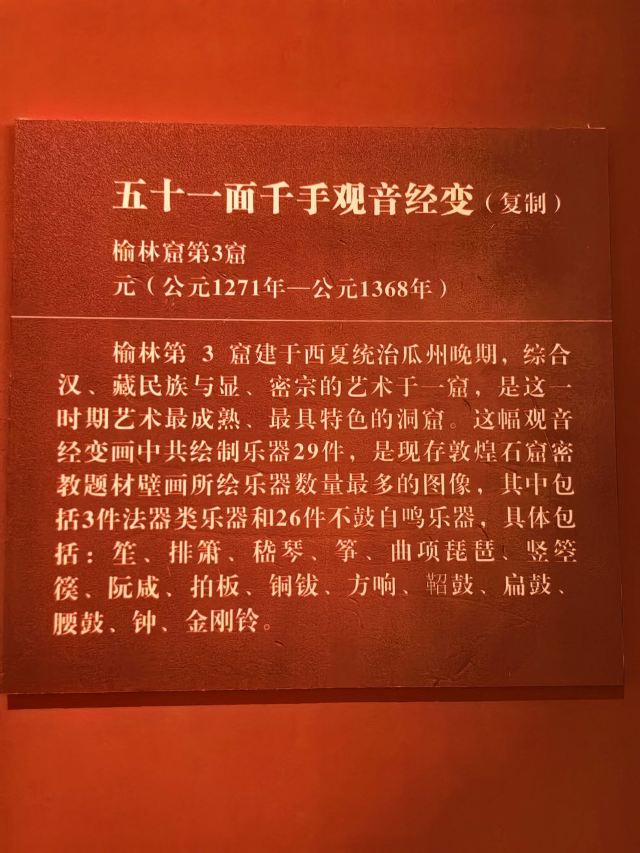 五十一面千手观音经变（复制）
榆林窟第3窟
元（公元1271年—公元1368年）
榆林第 3 窟建于西夏统治瓜州晚期，综合
汉、藏民族与显、密宗的艺术于一窟，是这一
时期艺术最成熟、最具特色的洞窟。这幅观音
经变画中共绘制乐器29件，是现存敦煌石窟密
教题材壁画所绘乐器数量最多的图像，其中包
括3件法器类乐器和26件不鼓自鸣乐器，具体包
括：笙、排箫、嵇琴、筝、曲项琵琶、竖箜
篌、阮咸、拍板、铜钹、方响、鞀鼓、扁鼓、
腰鼓、钟、金刚铃。